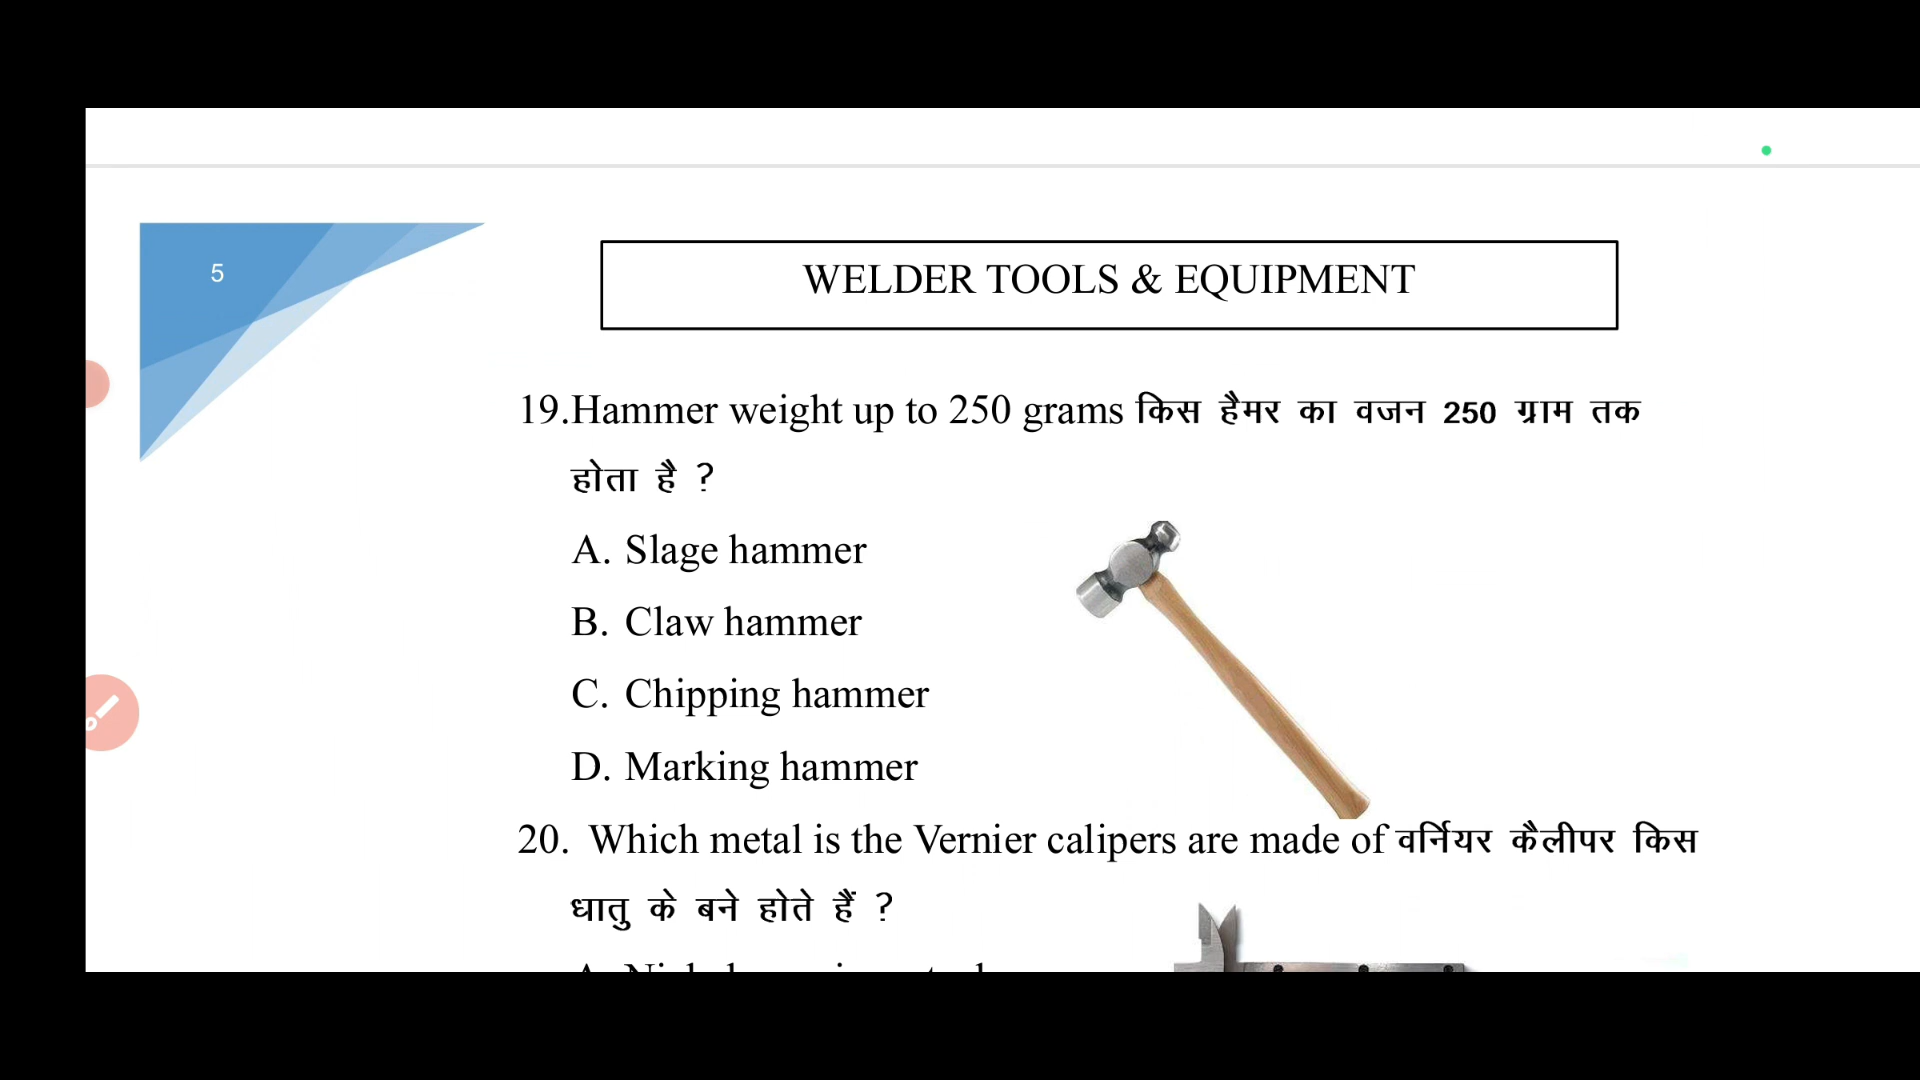 5
WELDER TOOLS & EQUIPMENT
19.Hammer weight up to 250 grams किस हैमर का वजन 250 ग्राम तक
होता है ?
A. Slage hammer
B. Claw hammer
C. Chipping hammer
D. Marking hammer
20. Which metal is the Vernier calipers are made of वर्नियर कैलीपर किस
धातु के बने होते हैं ?